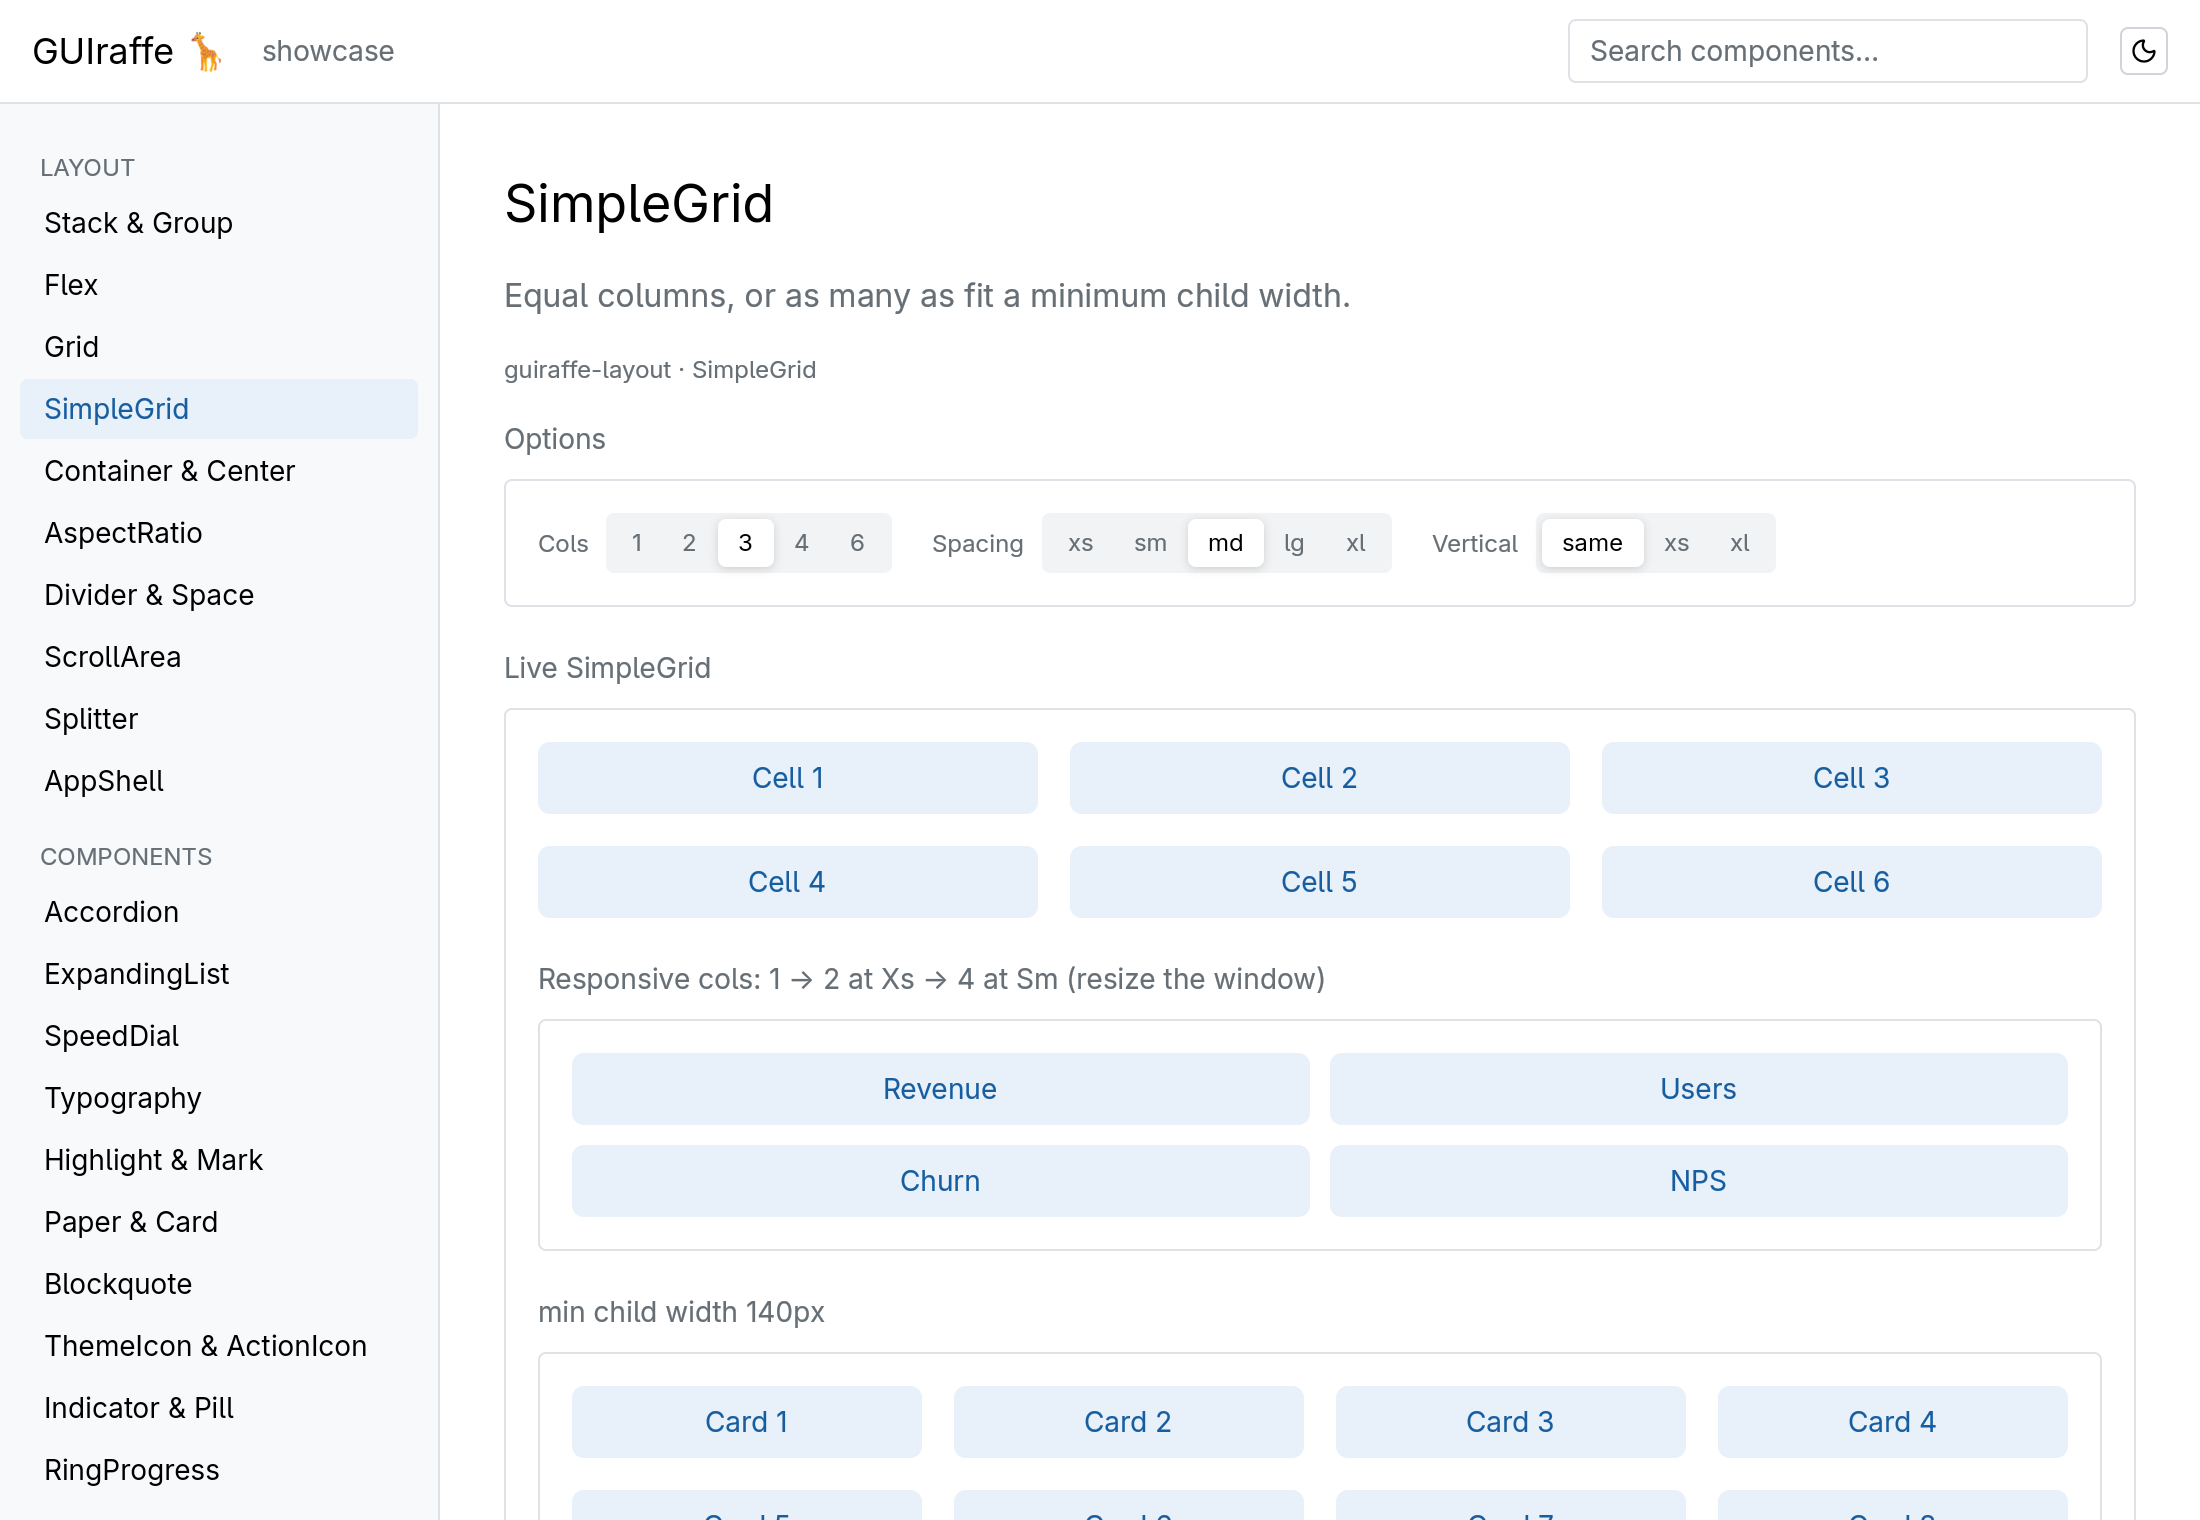 GUIraffe 🦒 showcase Search components...
LAYOUT
Stack & Group
Flex
Grid
SimpleGrid
Container & Center
AspectRatio
Divider & Space
ScrollArea
Splitter
AppShell
COMPONENTS
Accordion
ExpandingList
SpeedDial
Typography
Highlight & Mark
Paper & Card
Blockquote
ThemeIcon & ActionIcon
Indicator & Pill
RingProgress
SimpleGrid
Equal columns, or as many as fit a minimum child width.
guiraffe-layout · SimpleGrid
Options
Cols 1 2 3 4 6 Spacing xs sm md lg xl Vertical same xs xl
Live SimpleGrid
Cell 1 Cell 2 Cell 3
Cell 4 Cell 5 Cell 6
Responsive cols: 1 → 2 at Xs → 4 at Sm (resize the window)
Revenue Users
Churn NPS
min child width 140px
Card 1 Card 2 Card 3 Card 4